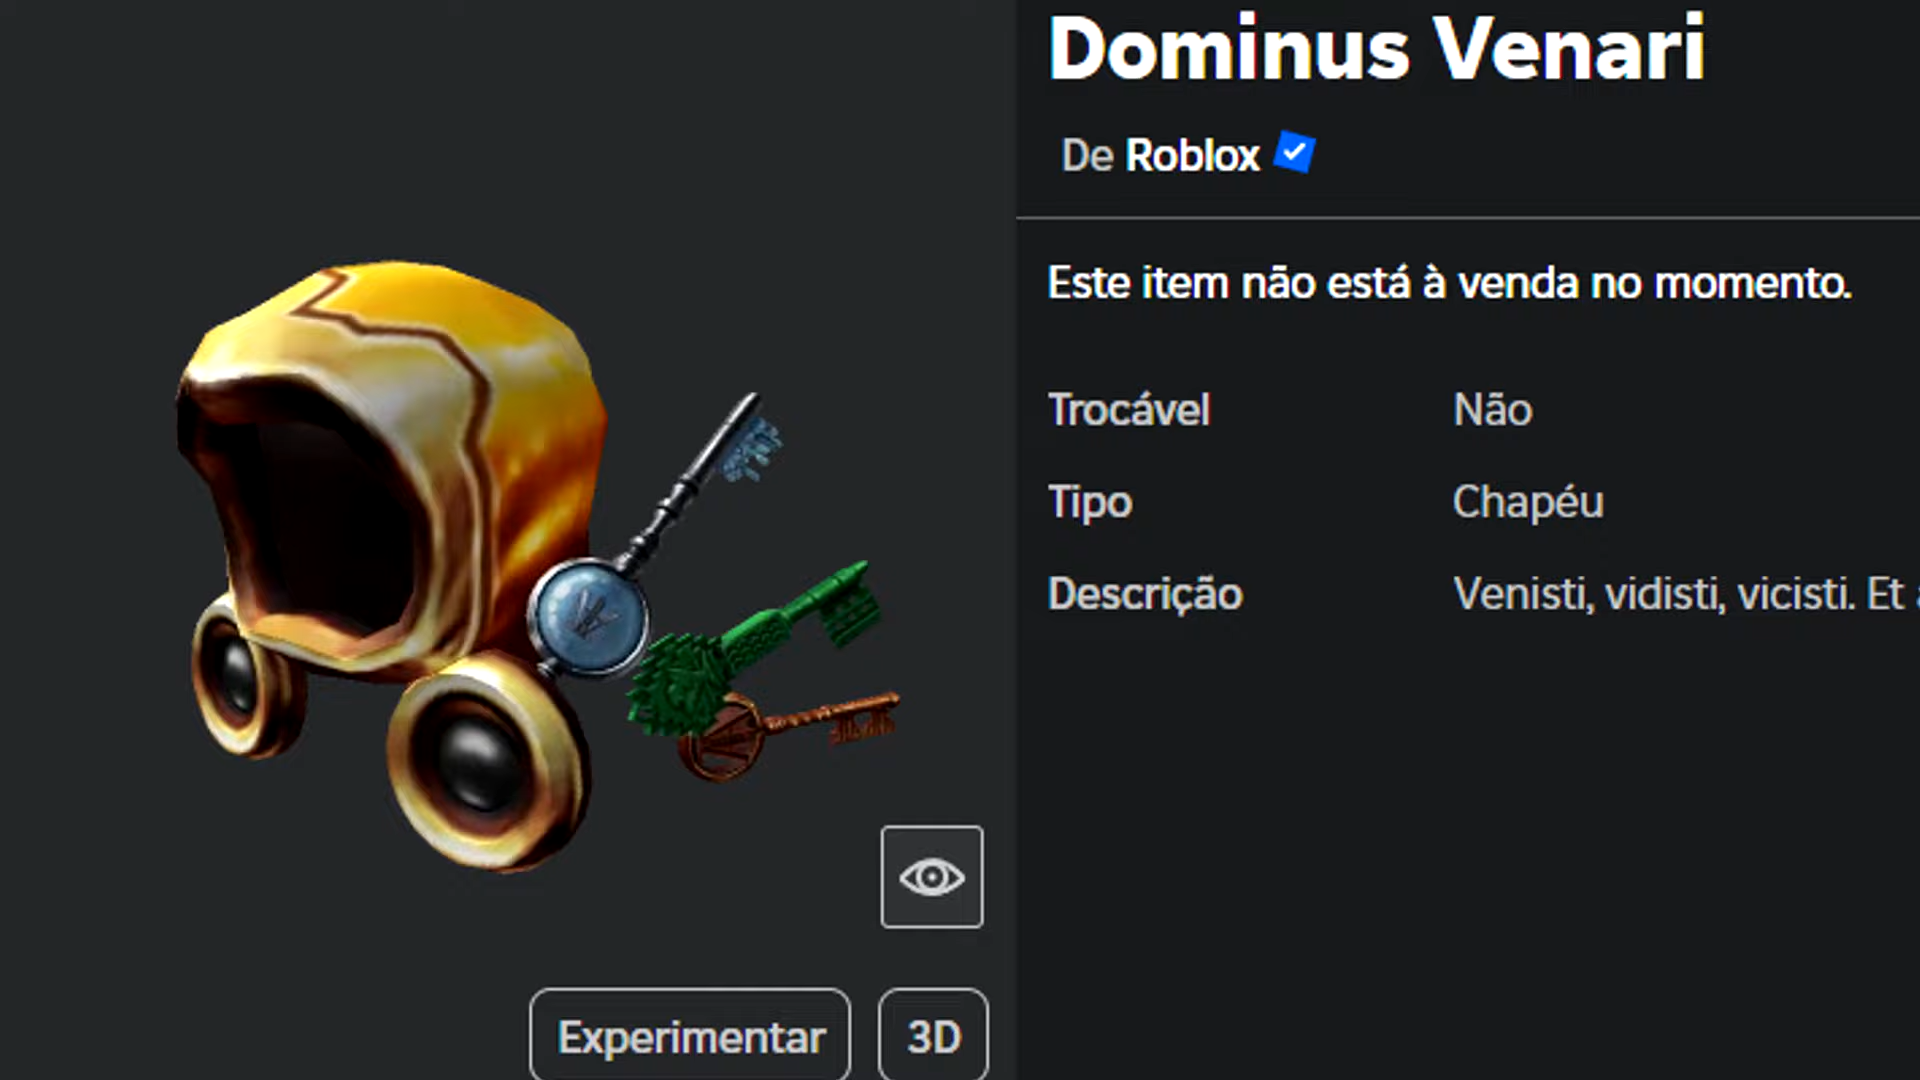 Dominus Venari
De Roblox
Este item não está à venda no momento.
Trocável Não
Tipo Chapéu
Descrição Venisti, vidisti, vicisti. Et
Experimentar 3D